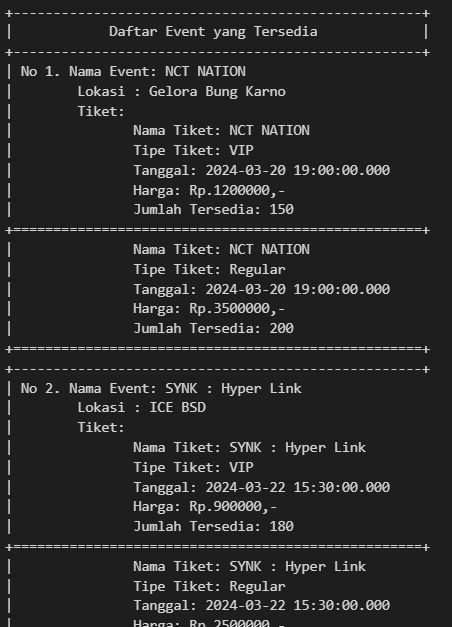 +---------------------------------------------------+
|            Daftar Event yang Tersedia             |
+---------------------------------------------------+
| No 1. Nama Event: NCT NATION
|        Lokasi : Gelora Bung Karno
|        Tiket:
|               Nama Tiket: NCT NATION
|               Tipe Tiket: VIP
|               Tanggal: 2024-03-20 19:00:00.000
|               Harga: Rp.1200000,-
|               Jumlah Tersedia: 150
+===================================================+
|               Nama Tiket: NCT NATION
|               Tipe Tiket: Regular
|               Tanggal: 2024-03-20 19:00:00.000
|               Harga: Rp.3500000,-
|               Jumlah Tersedia: 200
+===================================================+
+---------------------------------------------------+
| No 2. Nama Event: SYNK : Hyper Link
|        Lokasi : ICE BSD
|        Tiket:
|               Nama Tiket: SYNK : Hyper Link
|               Tipe Tiket: VIP
|               Tanggal: 2024-03-22 15:30:00.000
|               Harga: Rp.900000,-
|               Jumlah Tersedia: 180
+===================================================+
|               Nama Tiket: SYNK : Hyper Link
|               Tipe Tiket: Regular
|               Tanggal: 2024-03-22 15:30:00.000
|               Harga: Rp.2500000,-